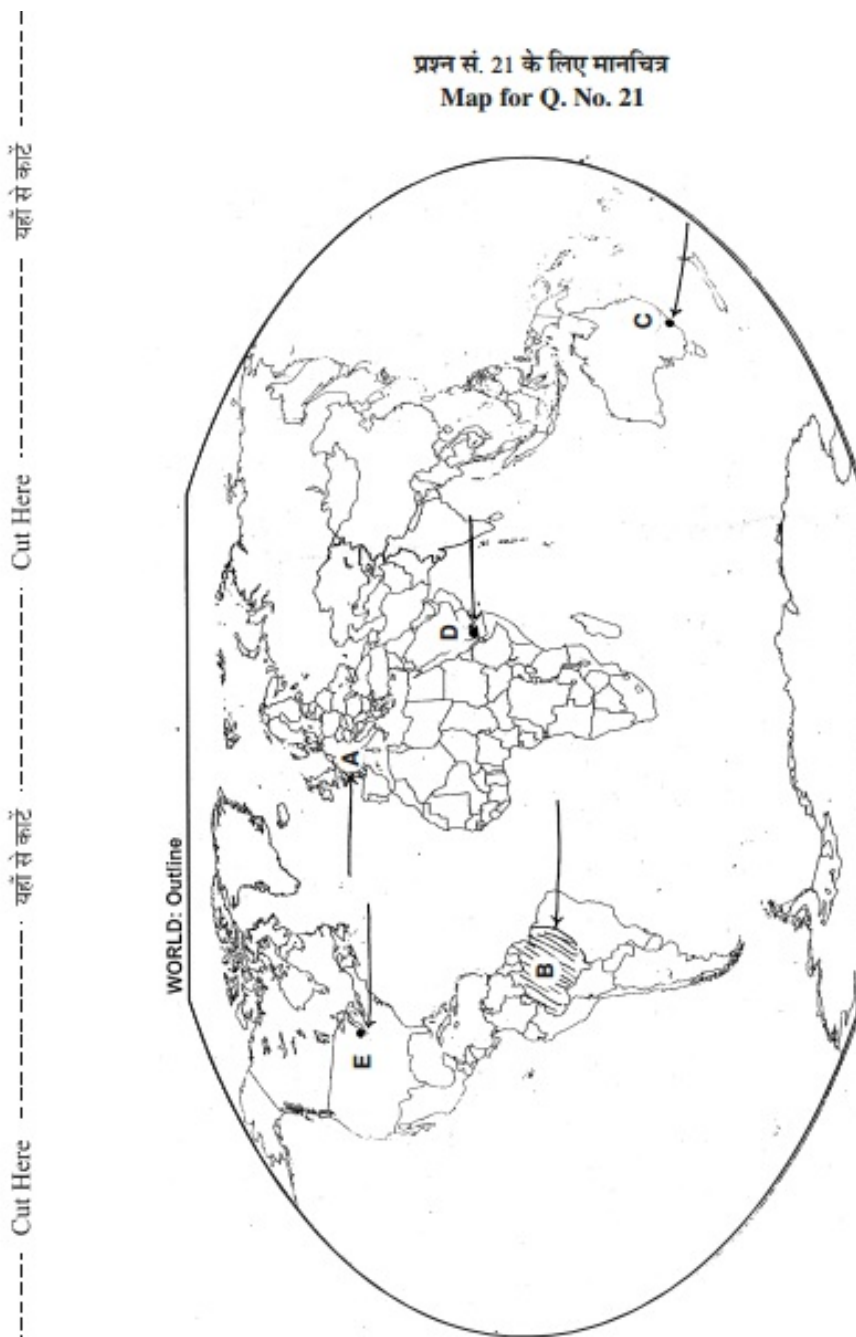 प्रश्न सं. 21 के लिए मानचित्र
Map for Q. No. 21
Cut Here यहाँ से काटें Cut Here यहाँ से काटें
WORLD: Outline
A
B
C
D
E